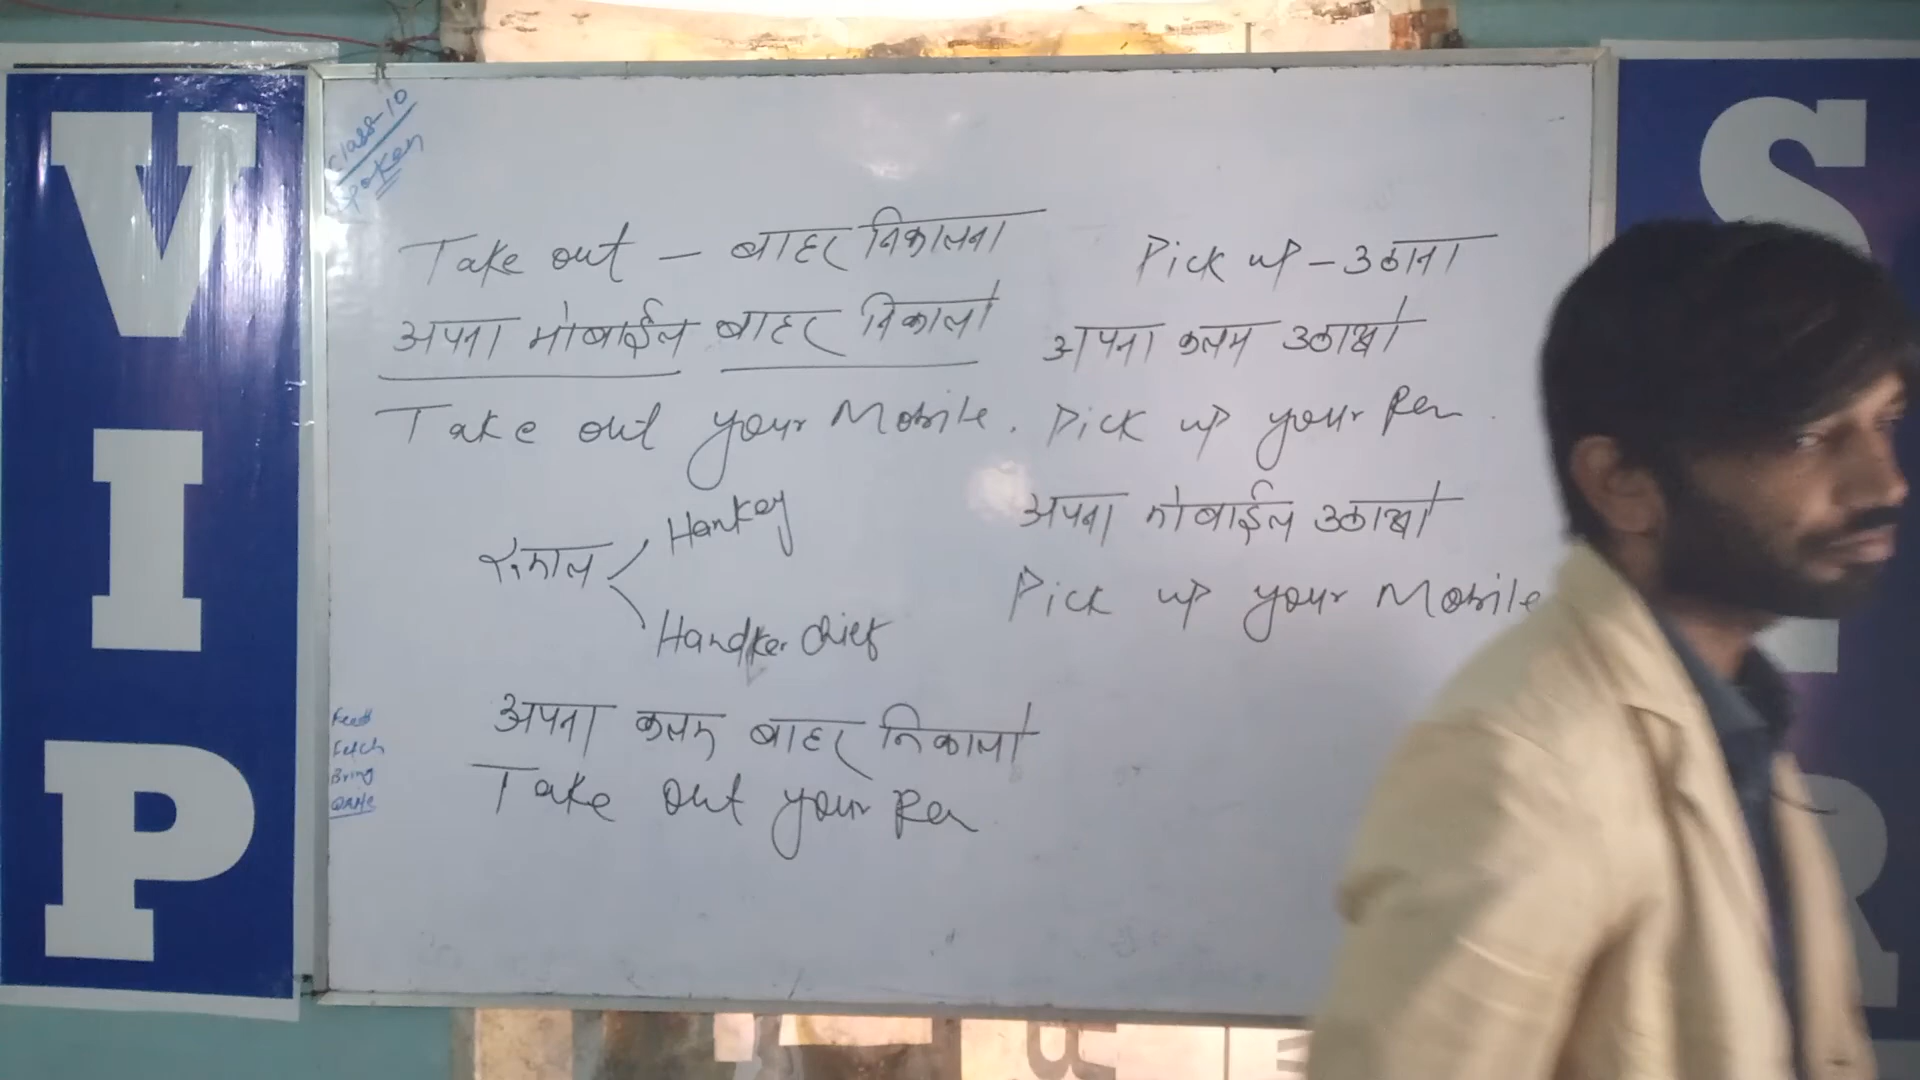 VIP
Class-10
Spoken
Take out – बाहर निकालना
अपना मोबाईल बाहर निकालो
Take out your Mobile.
रुमाल
Hankey
Handkerchief
अपना कलम बाहर निकालो
Take out your Pen
Pick up – उठाना
अपना कलम उठाओ
Pick up your Pen
अपना मोबाईल उठाओ
Pick up your Mobile
Fetch
Bring
S